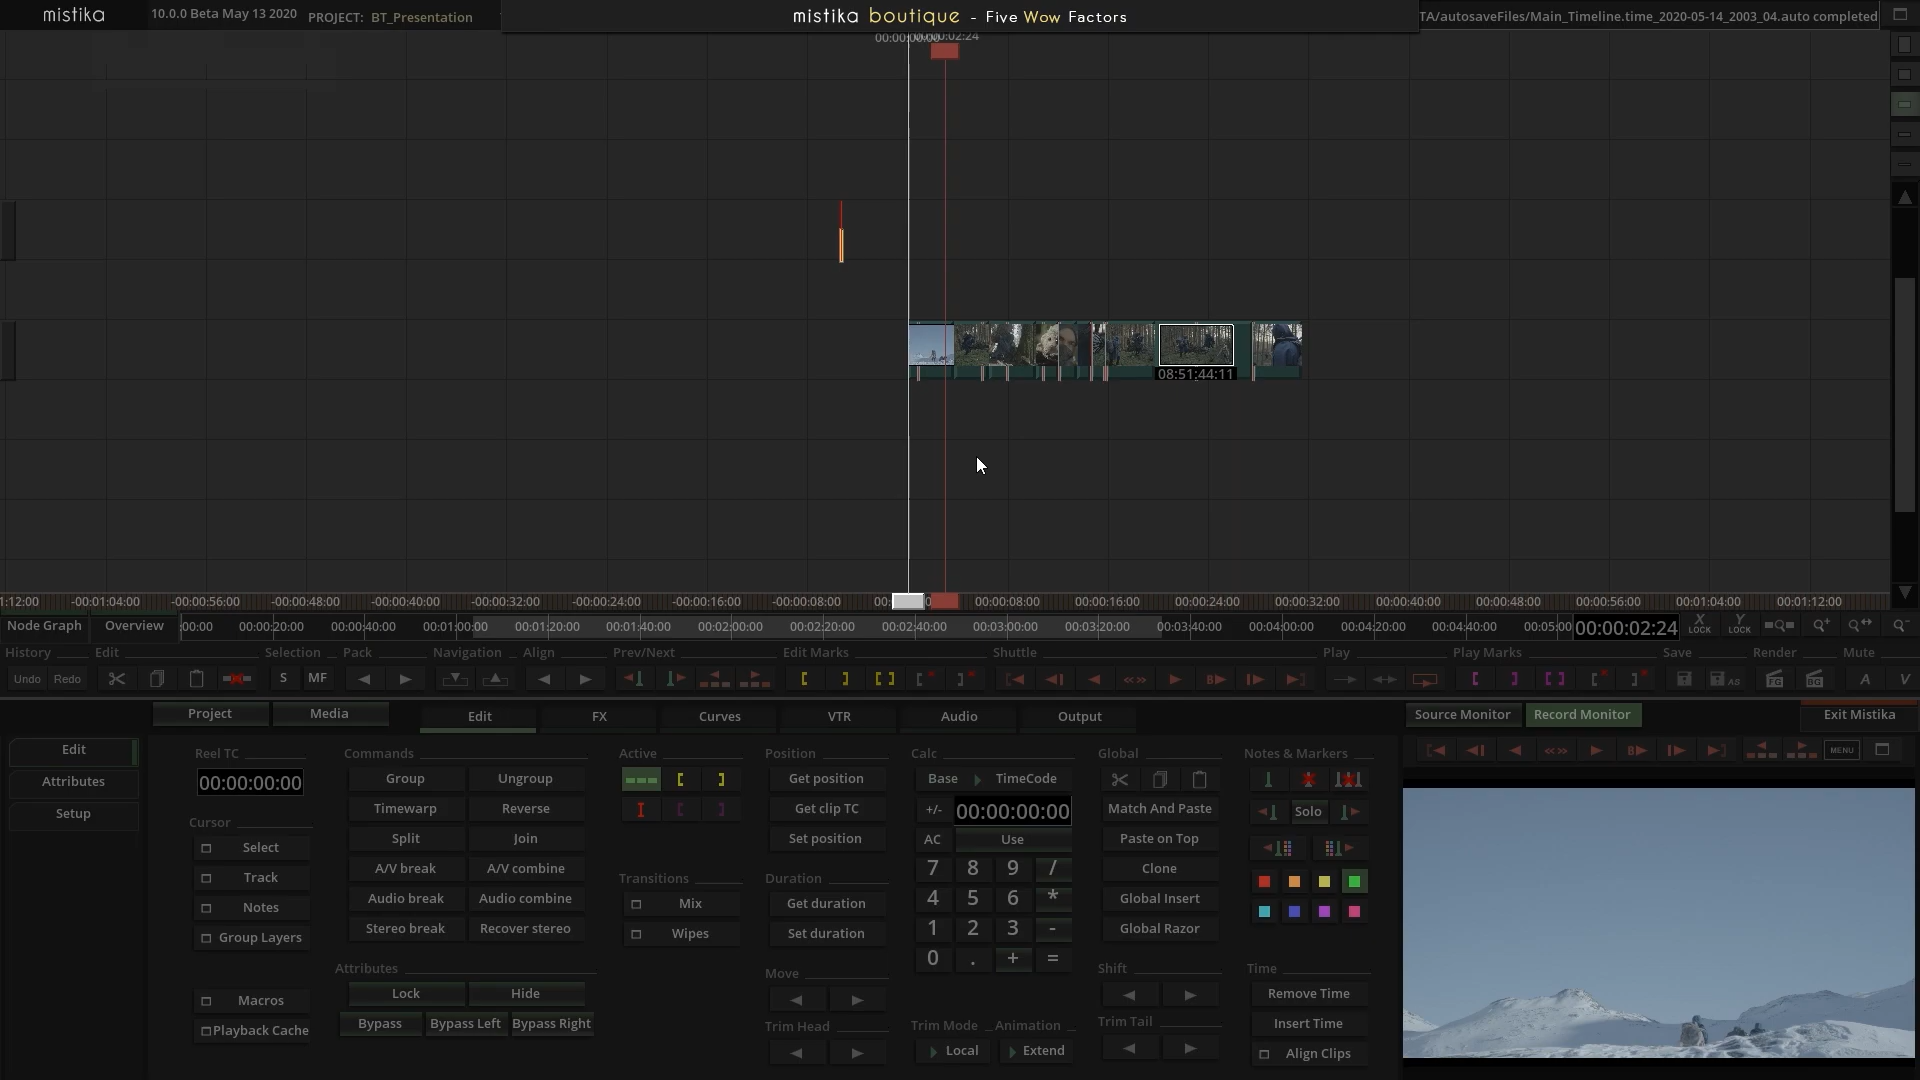 mistika
10.0.0 Beta May 13 2020
PROJECT: BT_Presentation
mistika boutique - Five Wow Factors
TA/autosaveFiles/Main_Timeline.time_2020-05-14_2003_04.auto completed
08:51:44:11
1:12:00 -00:01:04:00 -00:00:56:00 -00:00:48:00 -00:00:40:00 -00:00:32:00 -00:00:24:00 -00:00:16:00 -00:00:08:00 00:00:08:00 00:00:16:00 00:00:24:00 00:00:32:00 00:00:40:00 00:00:48:00 00:00:56:00 00:01:04:00 00:01:12:00
Node Graph Overview :00:00 00:00:20:00 00:00:40:00 00:01:00:00 00:01:20:00 00:01:40:00 00:02:00:00 00:02:20:00 00:02:40:00 00:03:00:00 00:03:20:00 00:03:40:00 00:04:00:00 00:04:20:00 00:04:40:00 00:05:00 00:00:02:24 X LOCK Y LOCK
History Edit Selection Pack Navigation Align Prev/Next Edit Marks Shuttle Play Play Marks Save Render Mute
Undo Redo S MF AS FG BG A V
Project Media Edit FX Curves VTR Audio Output Source Monitor Record Monitor Exit Mistika
Edit Reel TC Commands Active Position Calc Global Notes & Markers MENU
Attributes 00:00:00:00 Group Ungroup Get position Base TimeCode
Setup Timewarp Reverse Get clip TC +/- 00:00:00:00 Match And Paste Solo
Cursor Split Join Set position AC Use Paste on Top
Select A/V break A/V combine Transitions Duration 7 8 9 / Clone
Track Audio break Audio combine Mix Get duration 4 5 6 * Global Insert
Notes Stereo break Recover stereo Wipes Set duration 1 2 3 - Global Razor
Group Layers 0 . + =
Attributes Move Shift Time
Macros Lock Hide Remove Time
Playback Cache Bypass Bypass Left Bypass Right Trim Head Trim Mode Animation Trim Tail Insert Time
Local Extend Align Clips